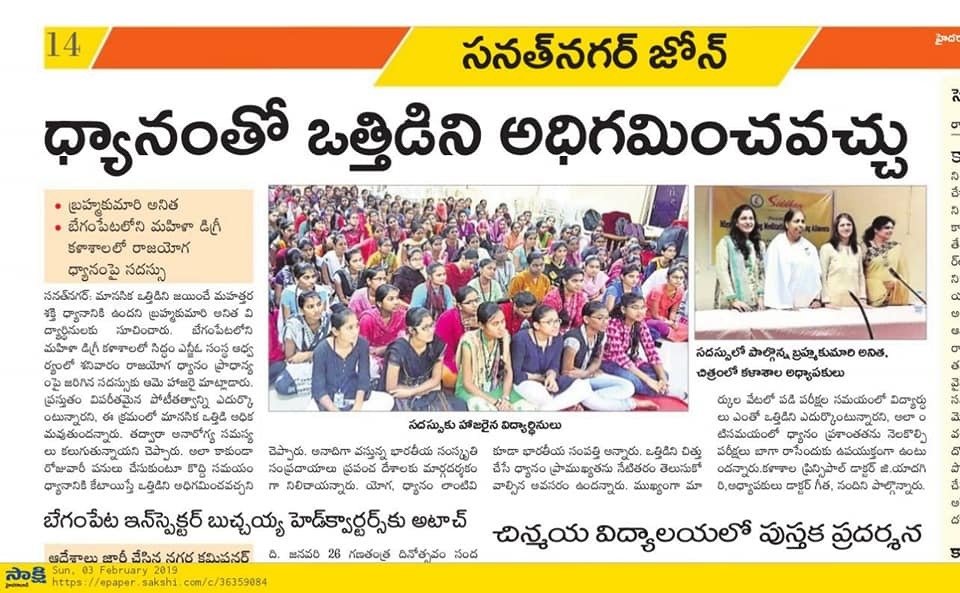 14
సనత్‌నగర్ జోన్
ధ్యానంతో ఒత్తిడిని అధిగమించవచ్చు
• బ్రహ్మకుమారి అనిత
• బేగంపేటలోని మహిళా డిగ్రీ
కళాశాలలో రాజయోగ
ధ్యానంపై సదస్సు
సనత్‌నగర్: మానసిక ఒత్తిడిని జయించే మహత్తర
శక్తి ధ్యానానికి ఉందని బ్రహ్మకుమారి అనిత వి
ద్యార్థినులకు సూచించారు. బేగంపేటలోని
మహిళా డిగ్రీ కళాశాలలో సిద్ధం ఎన్జీఓ సంస్థ ఆధ్వ
ర్యంలో శనివారం రాజయోగ ధ్యానం ప్రాధాన్య
ంపై జరిగిన సదస్సుకు ఆమె హాజరై మాట్లాడారు.
ప్రస్తుతం విపరీతమైన పోటీతత్వాన్ని ఎదుర్కొ
ంటున్నారని, ఈ క్రమంలో మానసిక ఒత్తిడి అధిక
మవుతుందన్నారు. తద్వారా అనారోగ్య సమస్య
లు కలుగుతున్నాయని చెప్పారు. అలా కాకుండా
రోజువారీ పనులు చేసుకుంటూ కొద్ది సమయం
ధ్యానానికి కేటాయిస్తే ఒత్తిడిని అధిగమించవచ్చని
సదస్సుకు హాజరైన విద్యార్థినులు
చెప్పారు. అనాదిగా వస్తున్న భారతీయ సంస్కృతి
సంప్రదాయాలు ప్రపంచ దేశాలకు మార్గదర్శకం
గా నిలిచాయన్నారు. యోగ, ధ్యానం లాంటివి
కూడా భారతీయ సంపత్తి అన్నారు. ఒత్తిడిని చిత్తు
చేసే ధ్యానం ప్రాముఖ్యతను నేటితరం తెలుసుకో
వాల్సిన అవసరం ఉందన్నారు. ముఖ్యంగా మా
సదస్సులో పాల్గొన్న బ్రహ్మకుమారి అనిత,
చిత్రంలో కళాశాల అధ్యాపకులు
ర్కుల వేటలో పడి పరీక్షల సమయంలో విద్యార్థు
లు ఎంతో ఒత్తిడిని ఎదుర్కొంటున్నారని, అలా ం
టిసమయంలో ధ్యానం ప్రశాంతతను నెలకొల్పి
పరీక్షలు బాగా రాసేందుకు ఉపయుక్తంగా ఉంటు
ందన్నారు.కళాశాల ప్రిన్సిపాల్ డాక్టర్ జి.యాదగి
రి,అధ్యాపకులు డాక్టర్ గీత, నందిని పాల్గొన్నారు.
బేగంపేట ఇన్‌స్పెక్టర్ బుచ్చయ్య హెడ్‌క్వార్టర్స్‌కు అటాచ్
ఆదేశాలు జారీ చేసిన నగర కమిషనర్
ది. జనవరి 26 గణతంత్ర దినోత్సవం సంద
చిన్మయ విద్యాలయలో పుస్తక ప్రదర్శన
సాక్షి
Sun, 03 February 2019
https://epaper.sakshi.com/c/36359084